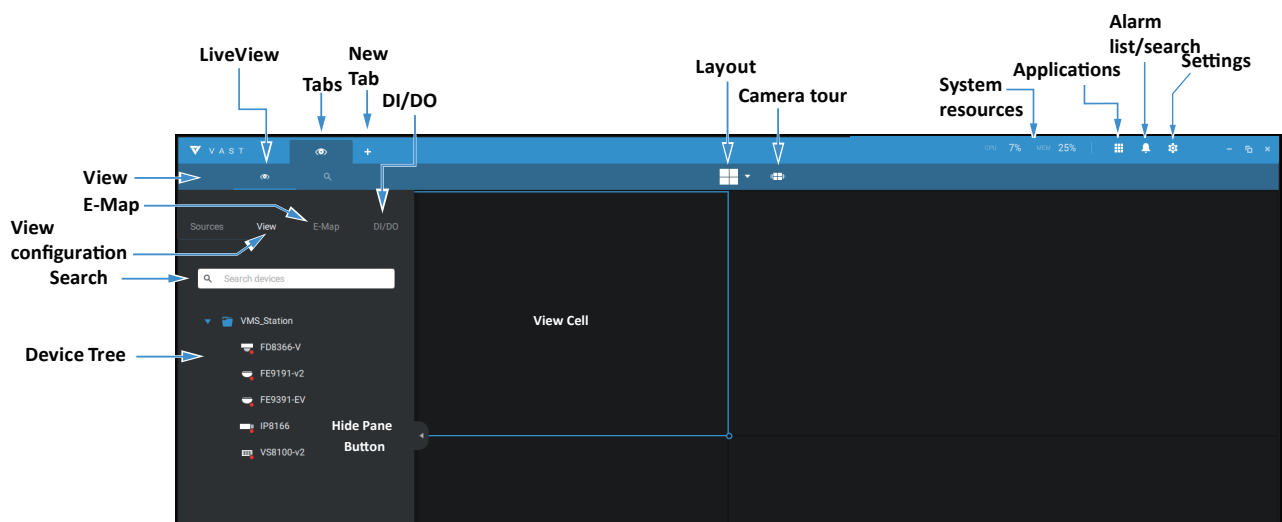 Alarm
list/search
LiveView
New
Tab
Settings
Layout
Applications
Tabs
System
resources
Camera tour
DI/DO
VAST
CPU 7% MEM 25%
View
E-Map
View
configuration
Sources View E-Map DI/DO
Search
Search devices
VMS_Station
View Cell
Device Tree
FD8366-V
FE9191-v2
FE9391-EV
IP8166
Hide Pane
Button
VS8100-v2